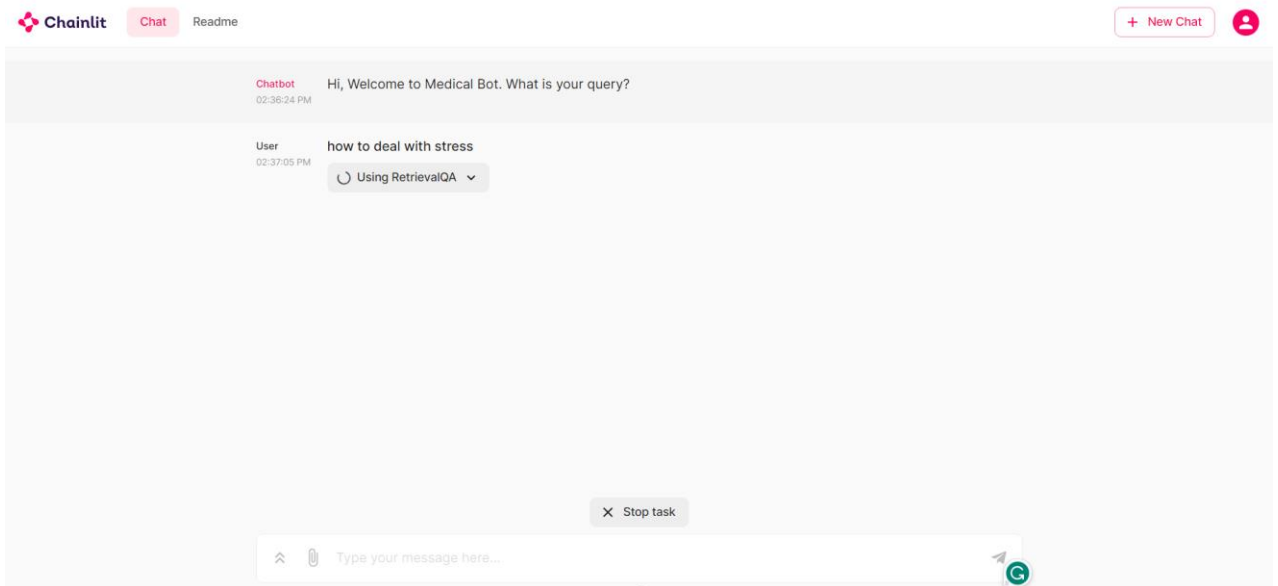 Chainlit Chat Readme + New Chat
Chatbot Hi, Welcome to Medical Bot. What is your query?
02:36:24 PM
User how to deal with stress
02:37:05 PM
Using RetrievalQA
Stop task
Type your message here...
G